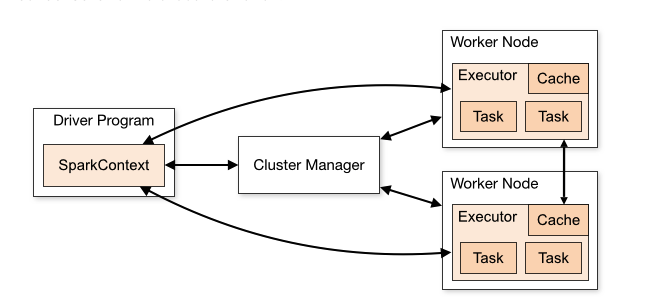 Driver Program
SparkContext
Cluster Manager
Worker Node
Executor
Cache
Task
Task
Worker Node
Executor
Cache
Task
Task